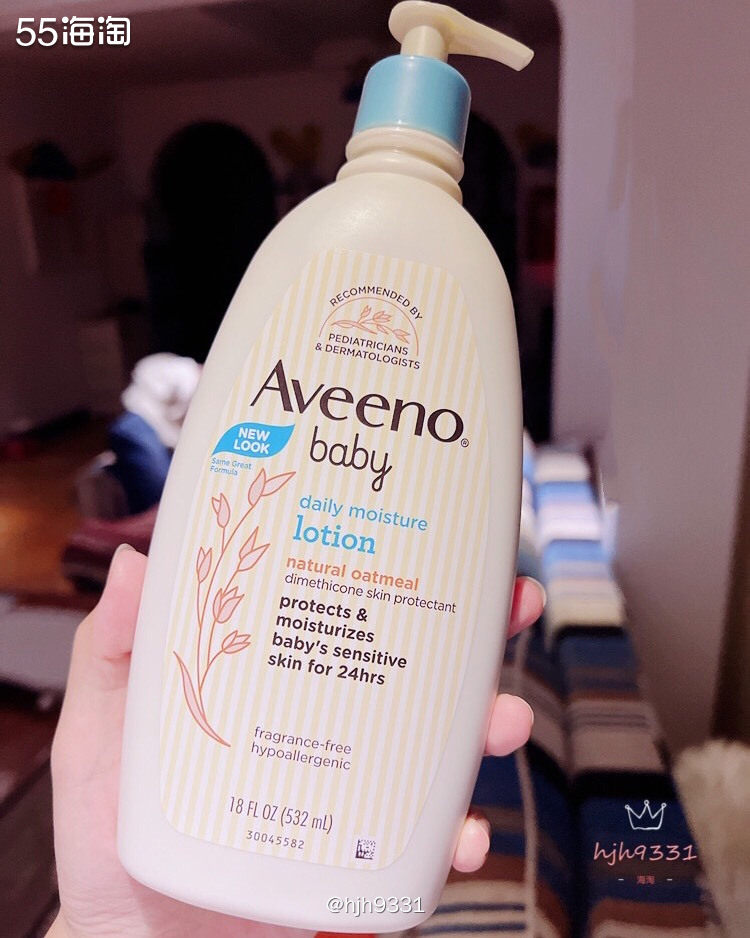 55海淘
RECOMMENDED BY
PEDIATRICIANS
& DERMATOLOGISTS
Aveeno®
baby
NEW
LOOK
Same Great
Formula
daily moisture
lotion
natural oatmeal
dimethicone skin protectant
protects &
moisturizes
baby's sensitive
skin for 24hrs
fragrance-free
hypoallergenic
18 FL OZ (532 mL)
30045582
hjh9331
- 海淘 -
@hjh9331